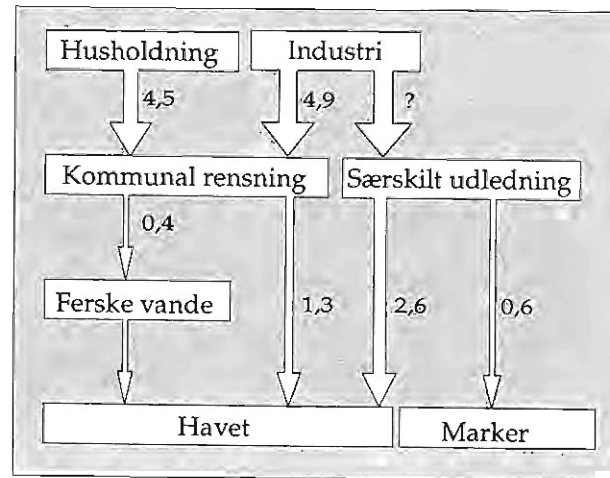 Husholdning
Industri
4,5
4,9
?
Kommunal rensning
Særskilt udledning
0,4
Ferske vande
1,3
2,6
0,6
Havet
Marker